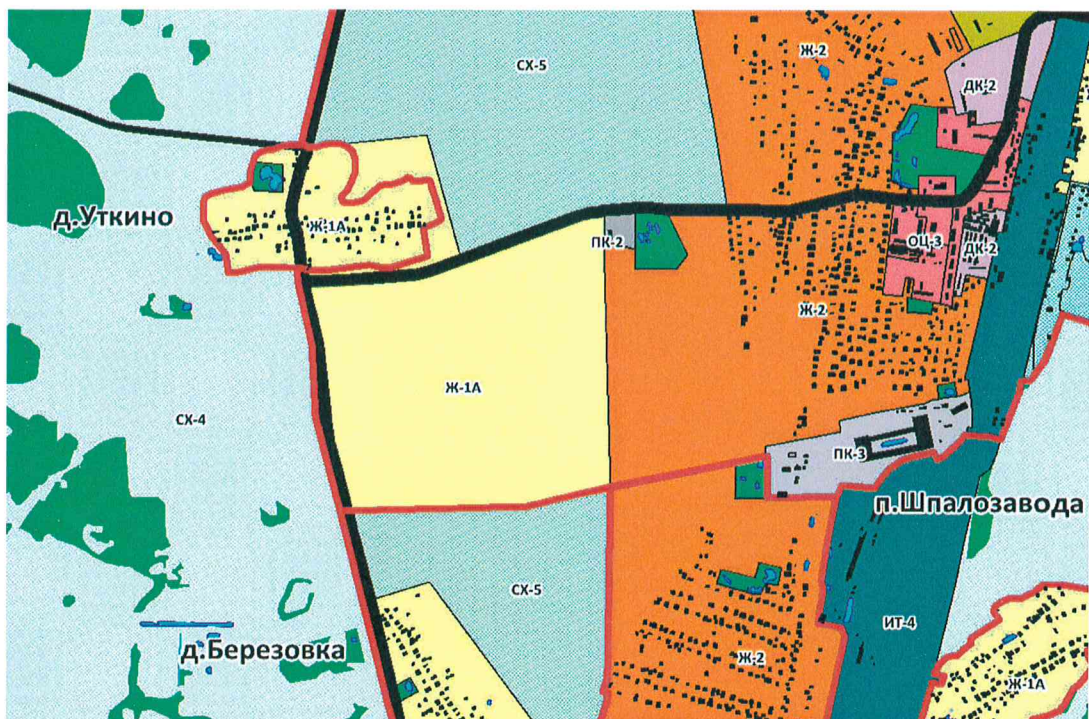 Ж-2
СХ-5
ДК-2
д.Уткино
Ж-1А
ПК-2
ОЦ-3
ДК-2
Ж-2
Ж-1А
СХ-4
ПК-3
п.Шпалозавода
СХ-5
ИТ-4
д.Березовка
Ж-2
Ж-1А